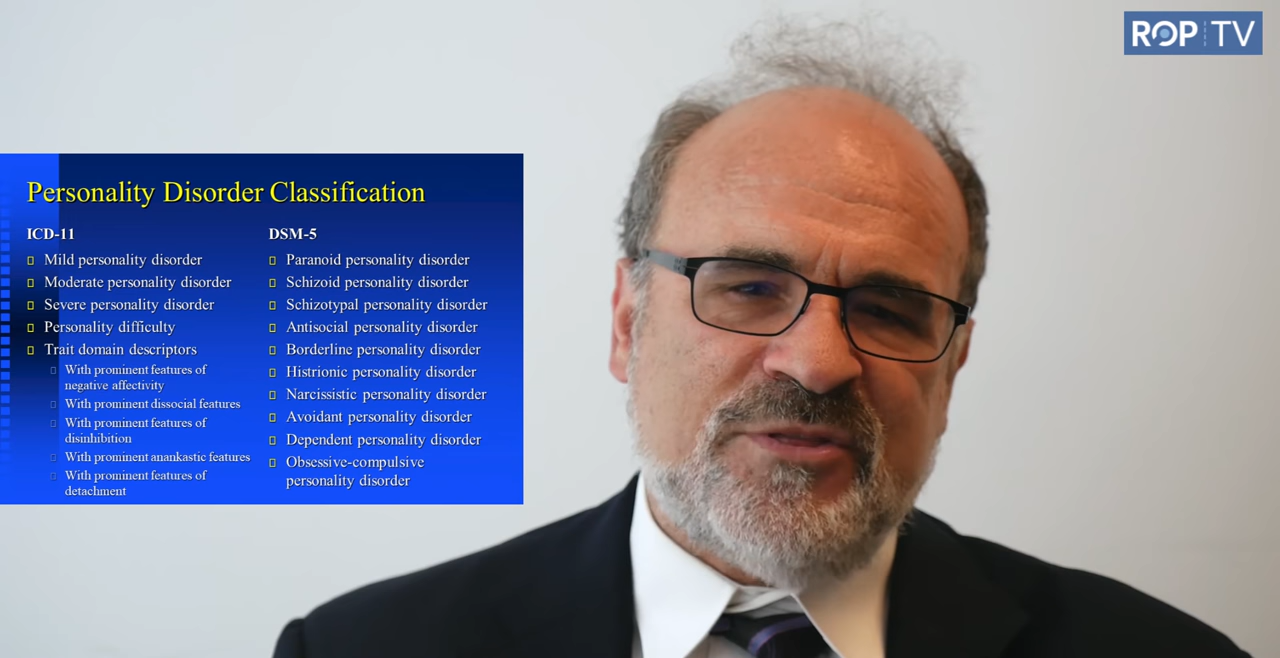 ROP TV
Personality Disorder Classification
ICD-11
Mild personality disorder
Moderate personality disorder
Severe personality disorder
Personality difficulty
Trait domain descriptors
With prominent features of
negative affectivity
With prominent dissocial features
With prominent features of
disinhibition
With prominent anankastic features
With prominent features of
detachment
DSM-5
Paranoid personality disorder
Schizoid personality disorder
Schizotypal personality disorder
Antisocial personality disorder
Borderline personality disorder
Histrionic personality disorder
Narcissistic personality disorder
Avoidant personality disorder
Dependent personality disorder
Obsessive-compulsive
personality disorder